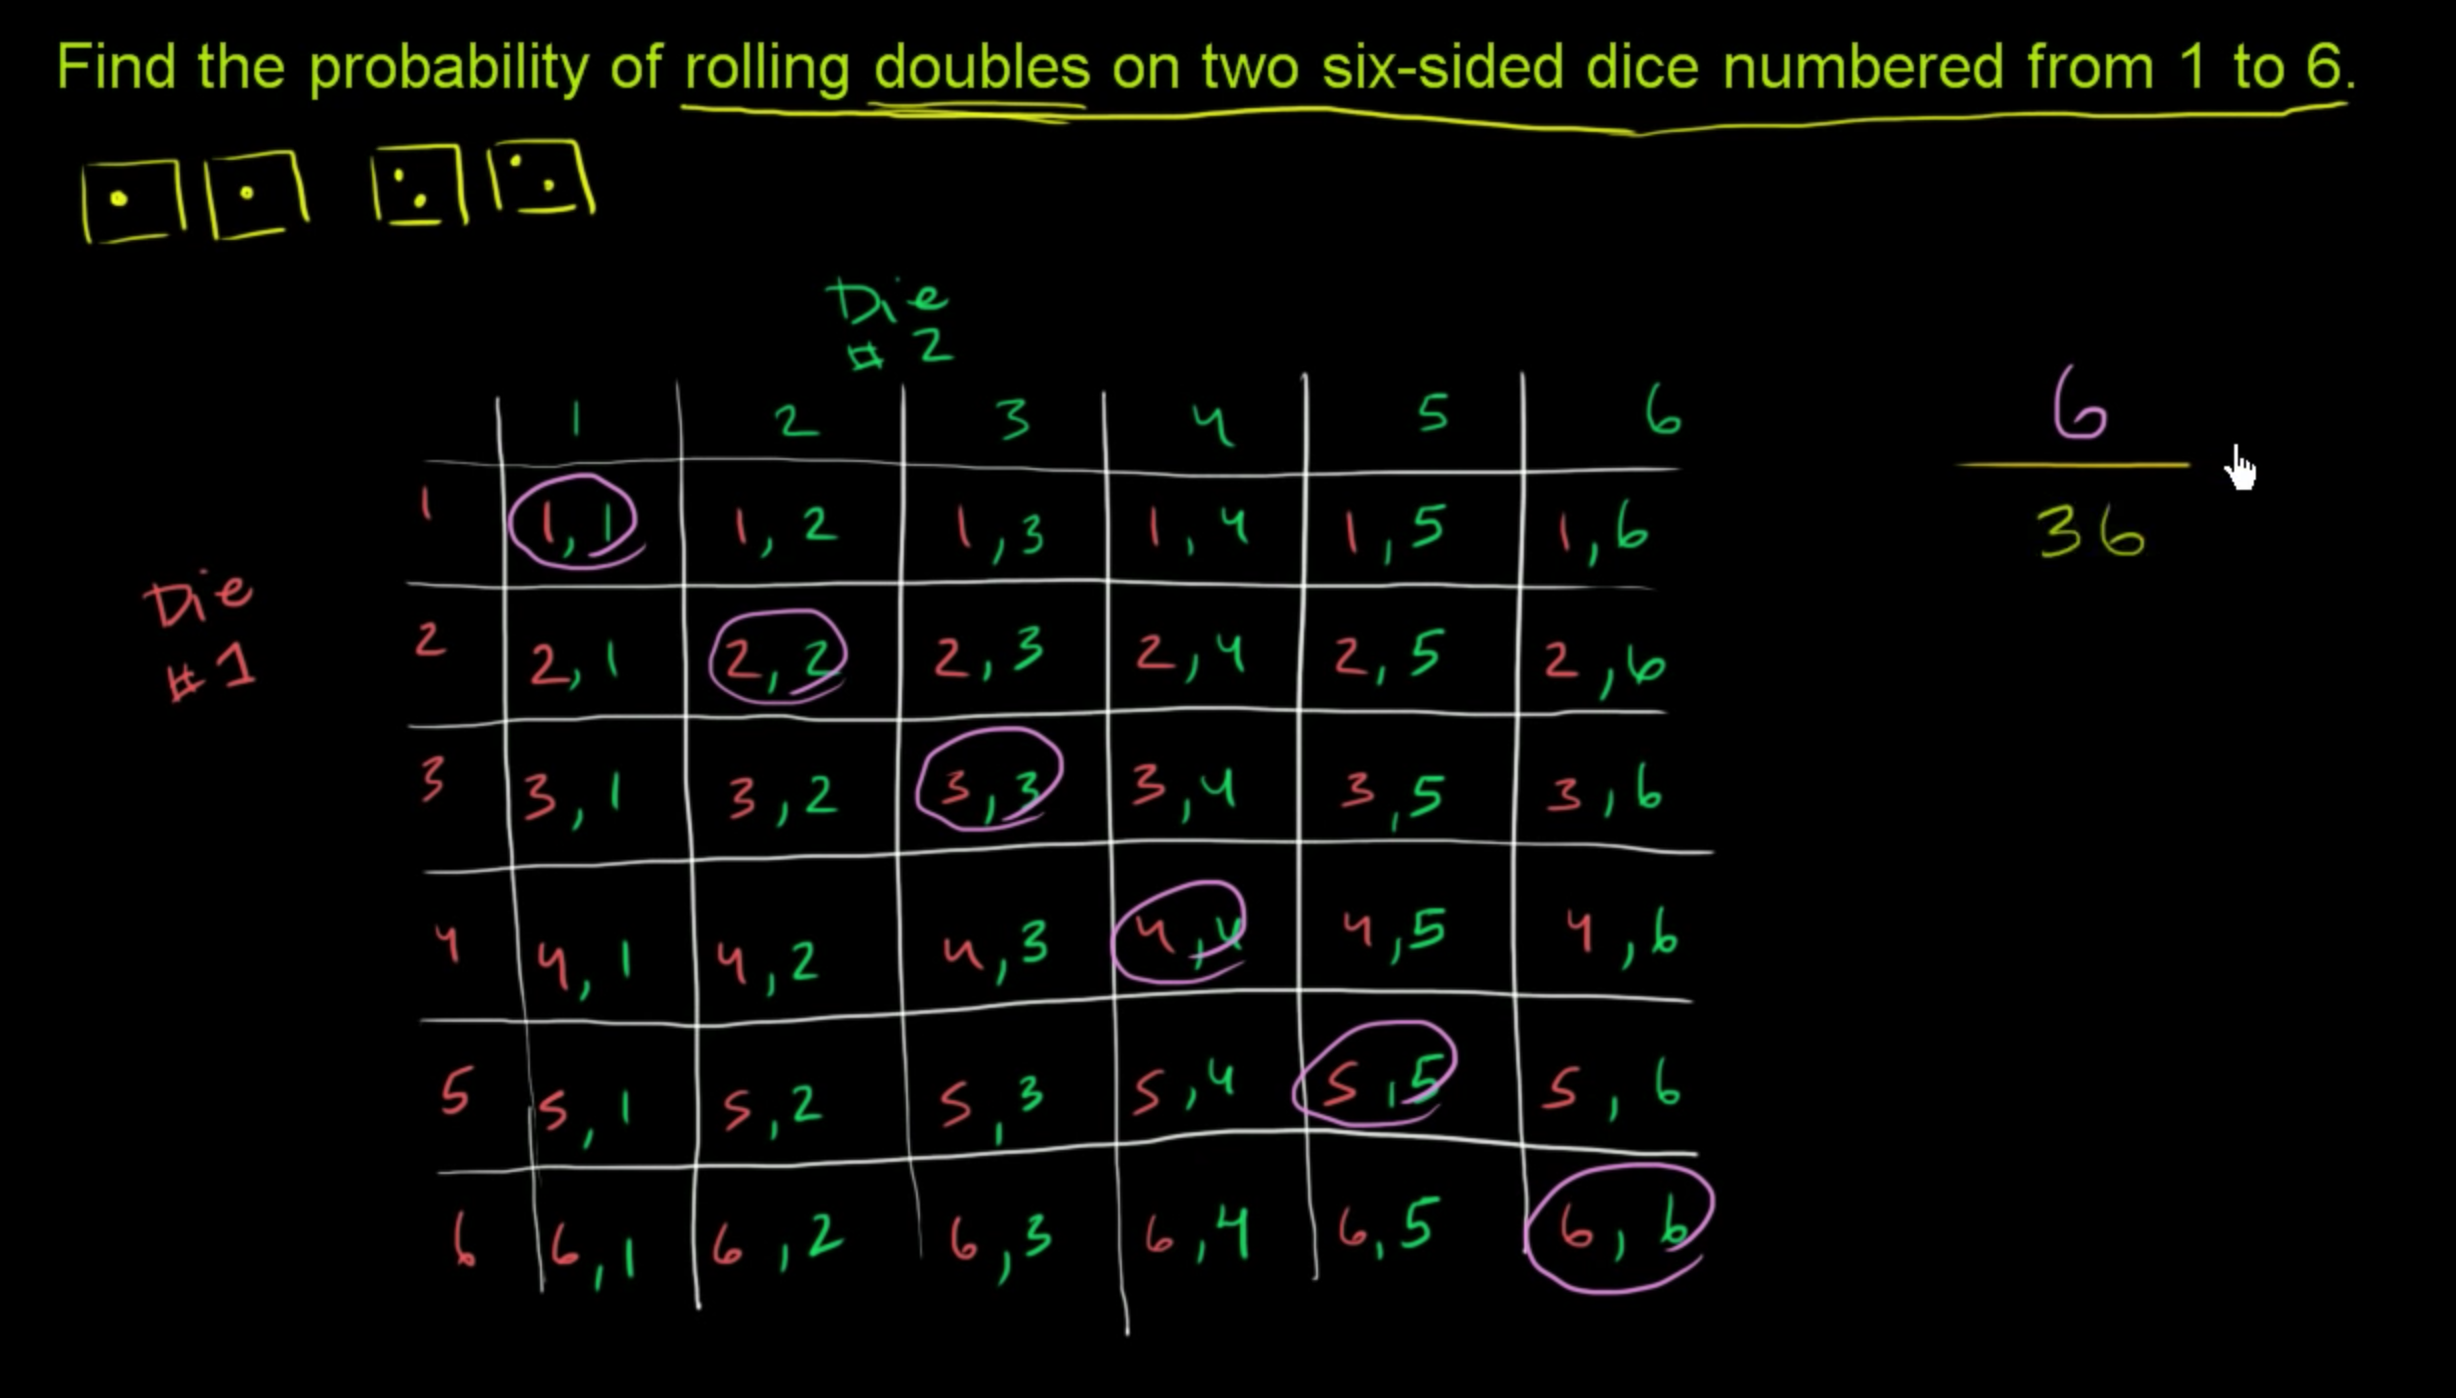 Find the probability of rolling doubles on two six-sided dice numbered from 1 to 6.
Die
# 2
1 2 3 4 5 6
1 1,1 1,2 1,3 1,4 1,5 1,6
Die
#1
2 2,1 2,2 2,3 2,4 2,5 2,6
3 3,1 3,2 3,3 3,4 3,5 3,6
4 4,1 4,2 4,3 4,4 4,5 4,6
5 5,1 5,2 5,3 5,4 5,5 5,6
6 6,1 6,2 6,3 6,4 6,5 6,6
6
36